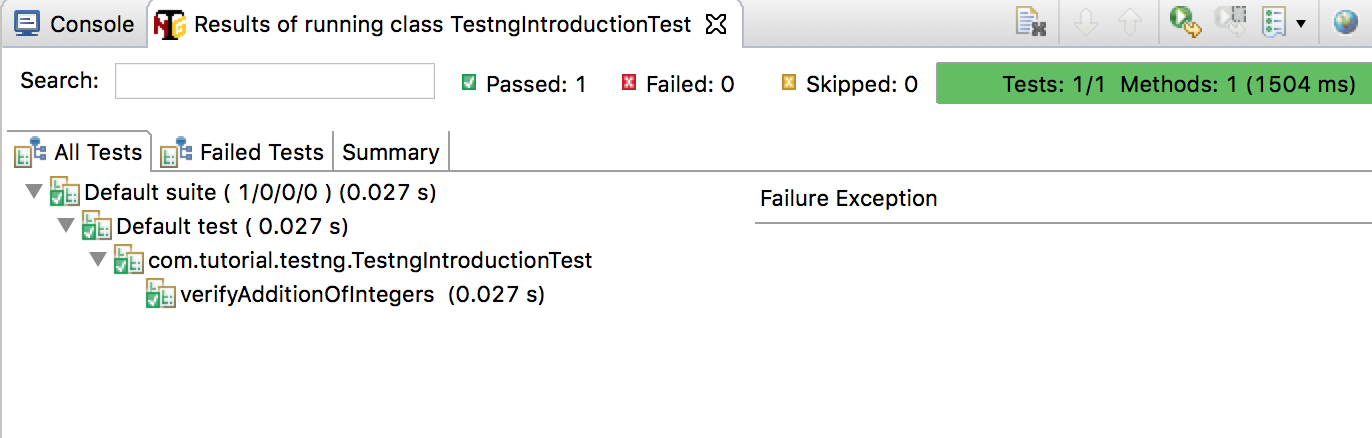 Console Results of running class TestngIntroductionTest
Search: Passed: 1 Failed: 0 Skipped: 0 Tests: 1/1 Methods: 1 (1504 ms)
All Tests Failed Tests Summary
Default suite ( 1/0/0/0 ) (0.027 s)
Failure Exception
Default test ( 0.027 s)
com.tutorial.testng.TestngIntroductionTest
verifyAdditionOfIntegers (0.027 s)